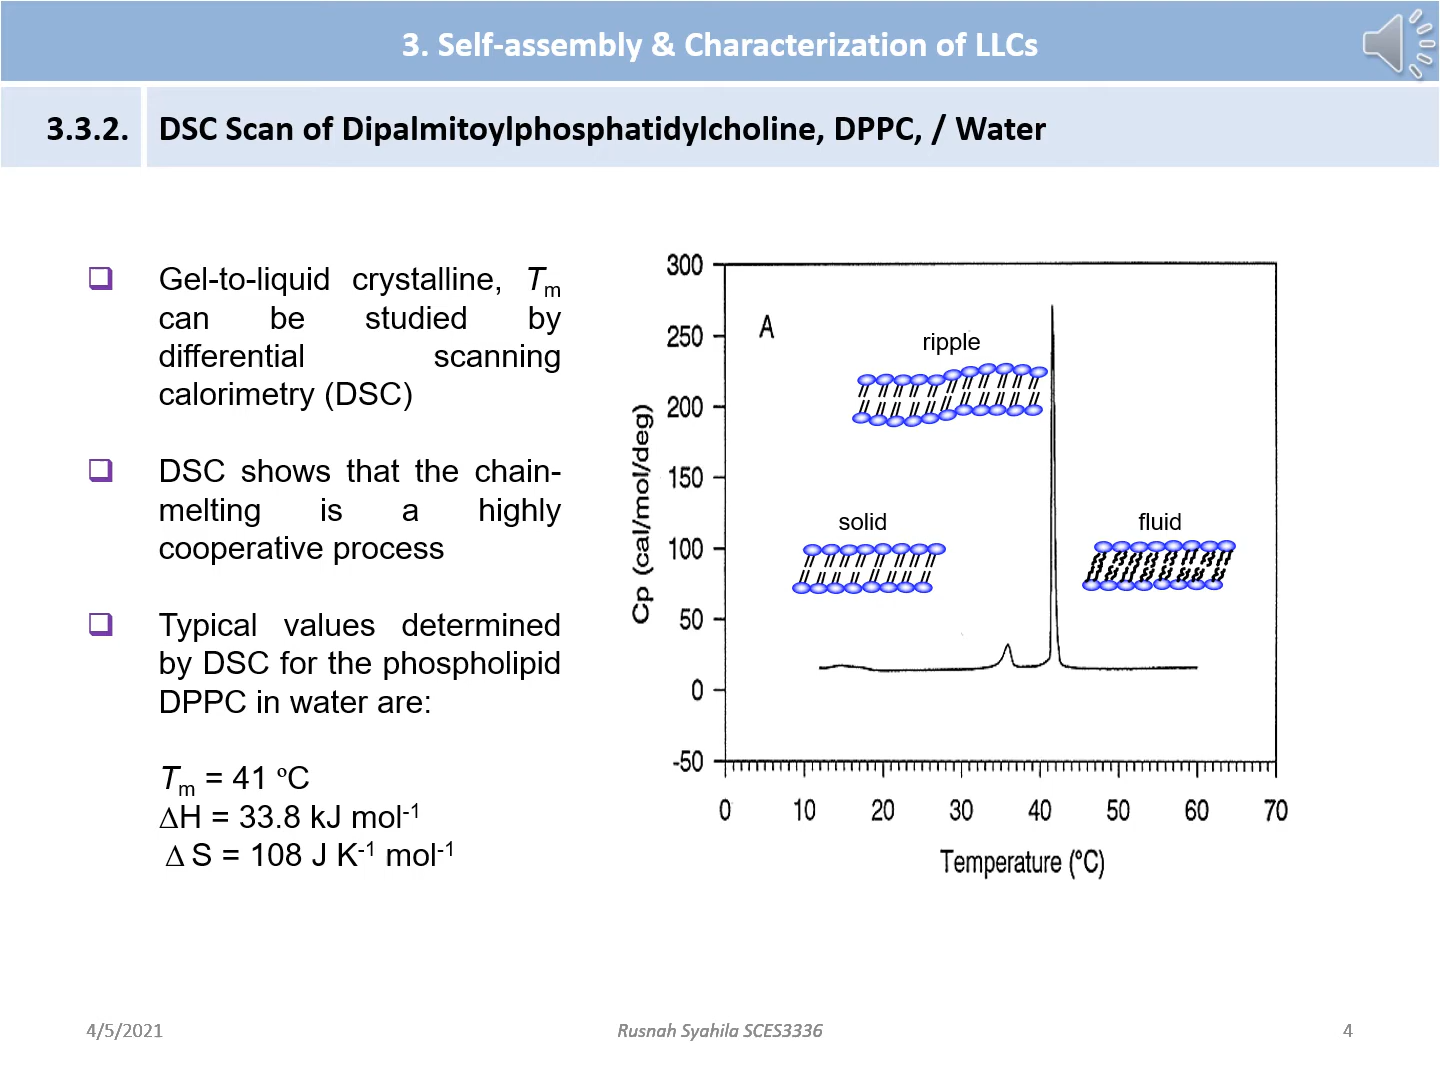 3. Self-assembly & Characterization of LLCs
3.3.2. DSC Scan of Dipalmitoylphosphatidylcholine, DPPC, / Water
Gel-to-liquid crystalline, Tm
can be studied by
differential scanning
calorimetry (DSC)
DSC shows that the chain-
melting is a highly
cooperative process
Typical values determined
by DSC for the phospholipid
DPPC in water are:
Tm = 41 ºC
ΔH = 33.8 kJ mol-1
Δ S = 108 J K-1 mol-1
A
ripple
solid
fluid
Cp (cal/mol/deg)
300
250
200
150
100
50
0
-50
0 10 20 30 40 50 60 70
Temperature (°C)
4/5/2021 Rusnah Syahila SCES3336 4